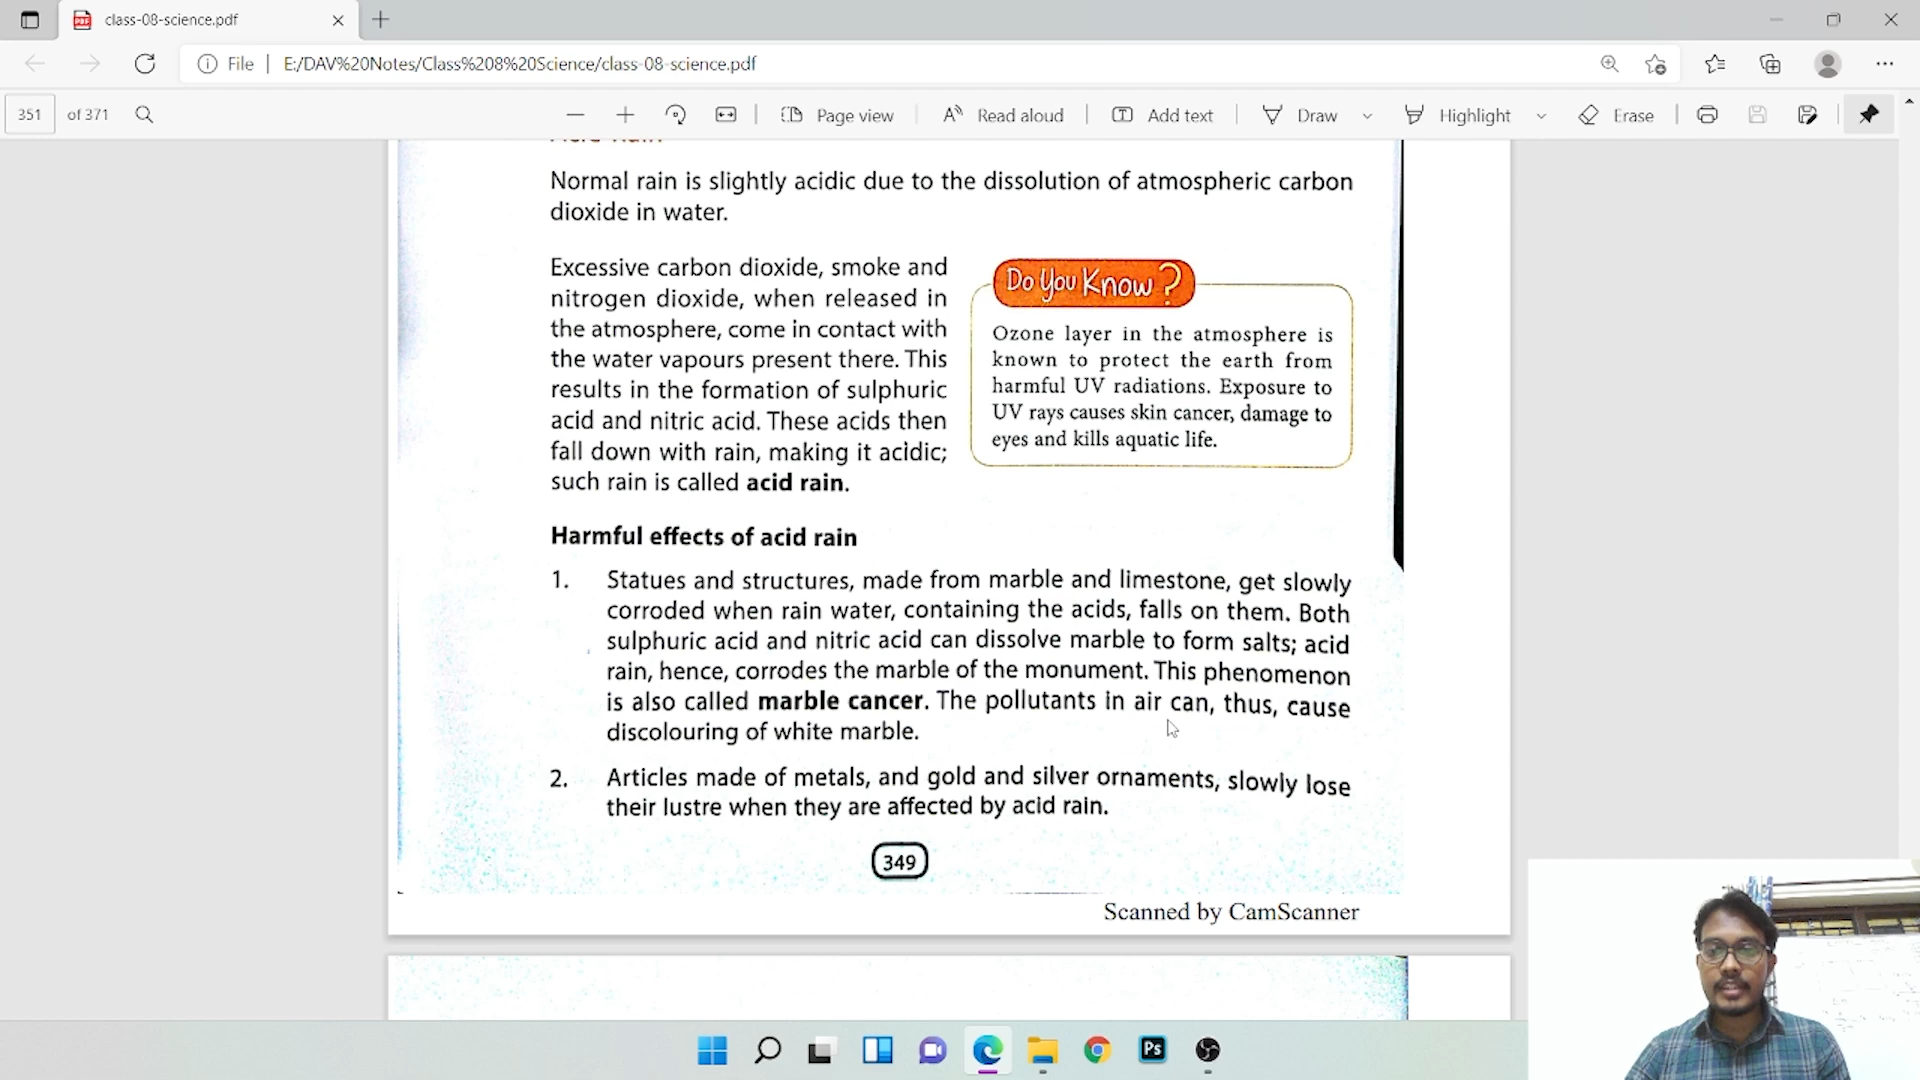 class-08-science.pdf
File | E:/DAV%20Notes/Class%208%20Science/class-08-science.pdf
351 of 371
Page view
Read aloud
Add text
Draw
Highlight
Erase
Acid Rain
Normal rain is slightly acidic due to the dissolution of atmospheric carbon
dioxide in water.
Excessive carbon dioxide, smoke and
nitrogen dioxide, when released in
the atmosphere, come in contact with
the water vapours present there. This
results in the formation of sulphuric
acid and nitric acid. These acids then
fall down with rain, making it acidic;
such rain is called acid rain.
Do You Know?
Ozone layer in the atmosphere is
known to protect the earth from
harmful UV radiations. Exposure to
UV rays causes skin cancer, damage to
eyes and kills aquatic life.
Harmful effects of acid rain
1. Statues and structures, made from marble and limestone, get slowly
corroded when rain water, containing the acids, falls on them. Both
sulphuric acid and nitric acid can dissolve marble to form salts; acid
rain, hence, corrodes the marble of the monument. This phenomenon
is also called marble cancer. The pollutants in air can, thus, cause
discolouring of white marble.
2. Articles made of metals, and gold and silver ornaments, slowly lose
their lustre when they are affected by acid rain.
349
Scanned by CamScanner
Ps